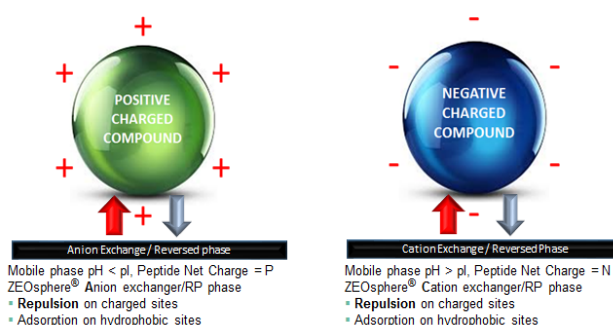 POSITIVE
CHARGED
COMPOUND
Anion Exchange / Reversed phase
Mobile phase pH < pI, Peptide Net Charge = P
ZEOsphere® Anion exchanger/RP phase
▪ Repulsion on charged sites
▪ Adsorption on hydrophobic sites
NEGATIVE
CHARGED
COMPOUND
Cation Exchange / Reversed Phase
Mobile phase pH > pI, Peptide Net Charge = N
ZEOsphere® Cation exchanger/RP phase
▪ Repulsion on charged sites
▪ Adsorption on hydrophobic sites